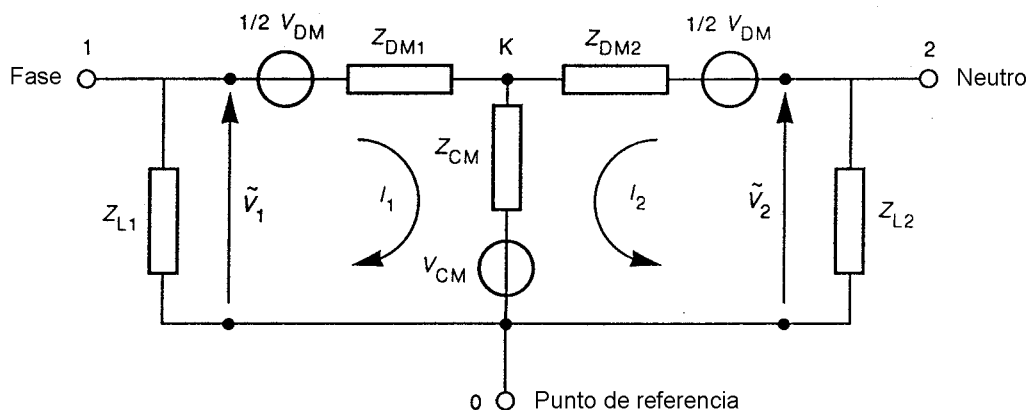 1/2 V_DM
1/2 V_DM
1
Z_DM1
K
Z_DM2
2
Fase
Neutro
Z_CM
Z_L1
Ṽ_1
I_1
I_2
Ṽ_2
Z_L2
V_CM
0
Punto de referencia